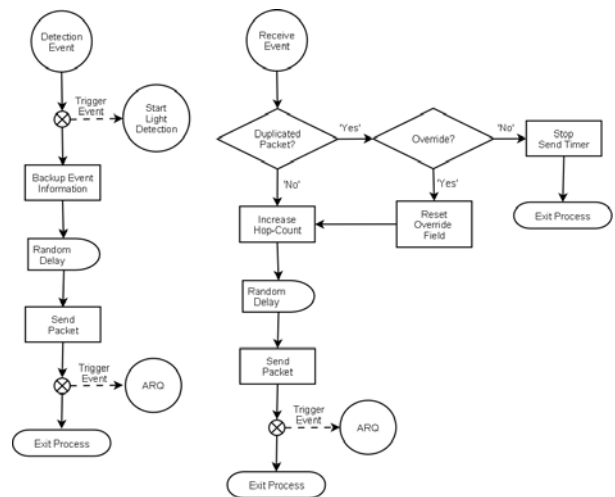 Detection
Event
Trigger
Event
Start
Light
Detection
Backup Event
Information
Random
Delay
Send
Packet
Trigger
Event
ARQ
Exit Process
Receive
Event
Duplicated
Packet?
'Yes'
Override?
'No'
Stop
Send Timer
Exit Process
'No'
'Yes'
Increase
Hop-Count
Reset
Override
Field
Random
Delay
Send
Packet
Trigger
Event
ARQ
Exit Process